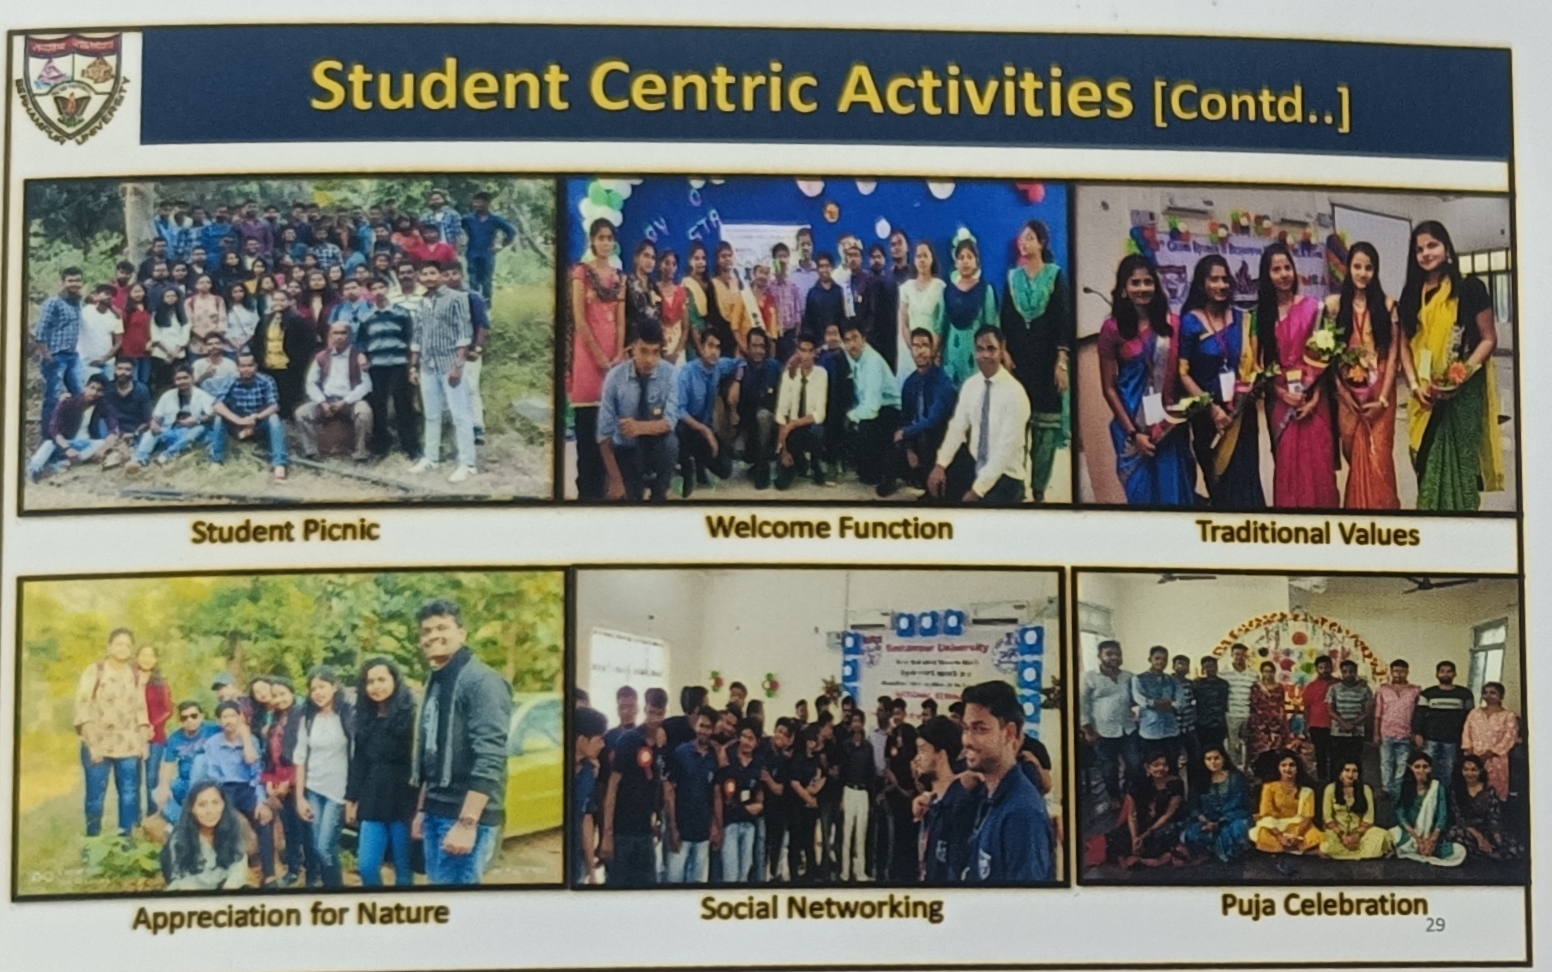 BERHAMPUR UNIVERSITY
Student Centric Activities [Contd..]
Student Picnic
Welcome Function
Traditional Values
Berhampur University
Appreciation for Nature
Social Networking
Puja Celebration
29